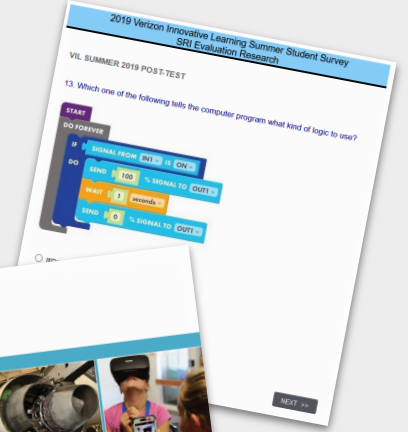 2019 Verizon Innovative Learning Summer Student Survey
SRI Evaluation Research
VIL SUMMER 2019 POST-TEST
13. Which one of the following tells the computer program what kind of logic to use?
START
DO FOREVER
IF SIGNAL FROM IN1 IS ON
DO SEND 100 % SIGNAL TO OUT1
WAIT 1 seconds
SEND 0 % SIGNAL TO OUT1
NEXT >>